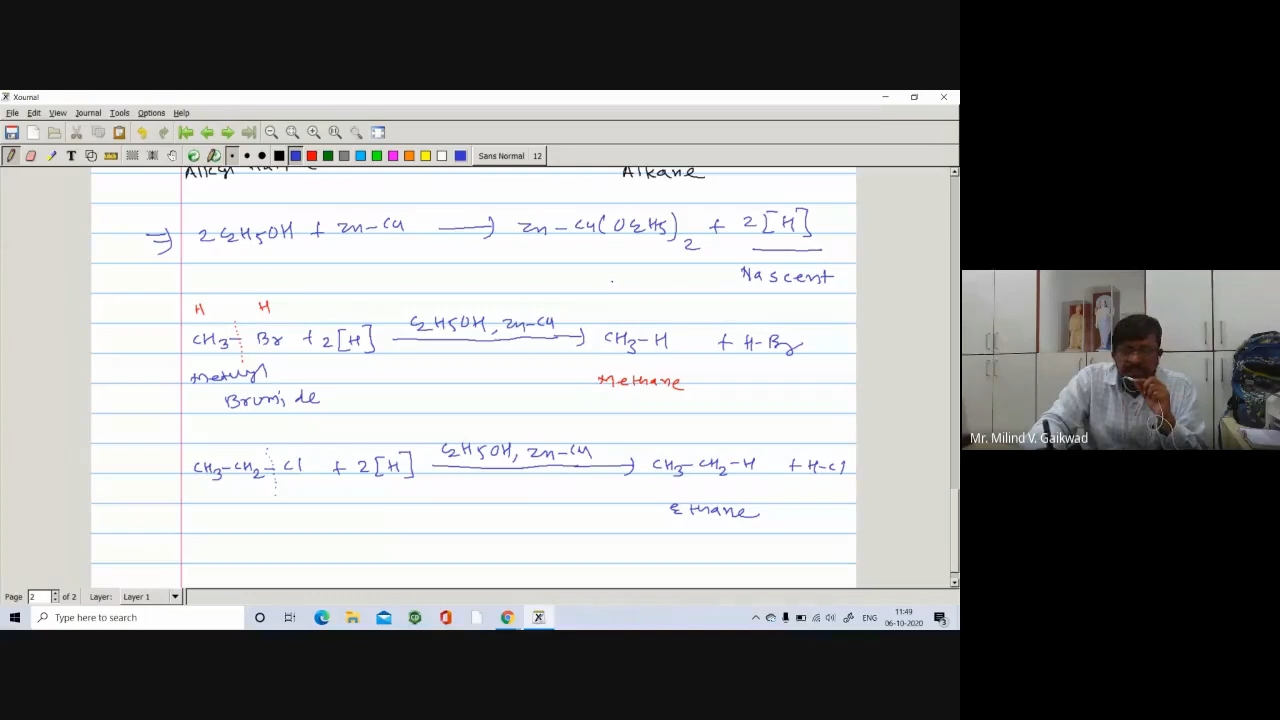 Xournal
File Edit View Journal Tools Options Help
Sans Normal 12
Alkane
⇒ 2C2H5OH + Zn-Cu ⟶ Zn-Cu(OC2H5)2 + 2[H]
Nascent
H H
CH3-Br + 2[H] C2H5OH, Zn-Cu ⟶ CH3-H + H-Br
Methyl Methane
Bromide
CH3-CH2-Cl + 2[H] C2H5OH, Zn-Cu ⟶ CH3-CH2-H + H-Cl
Ethane
Mr. Milind V. Gaikwad
Page 2 of 2 Layer: Layer 1
Type here to search
ENG
11:49
06-10-2020
3